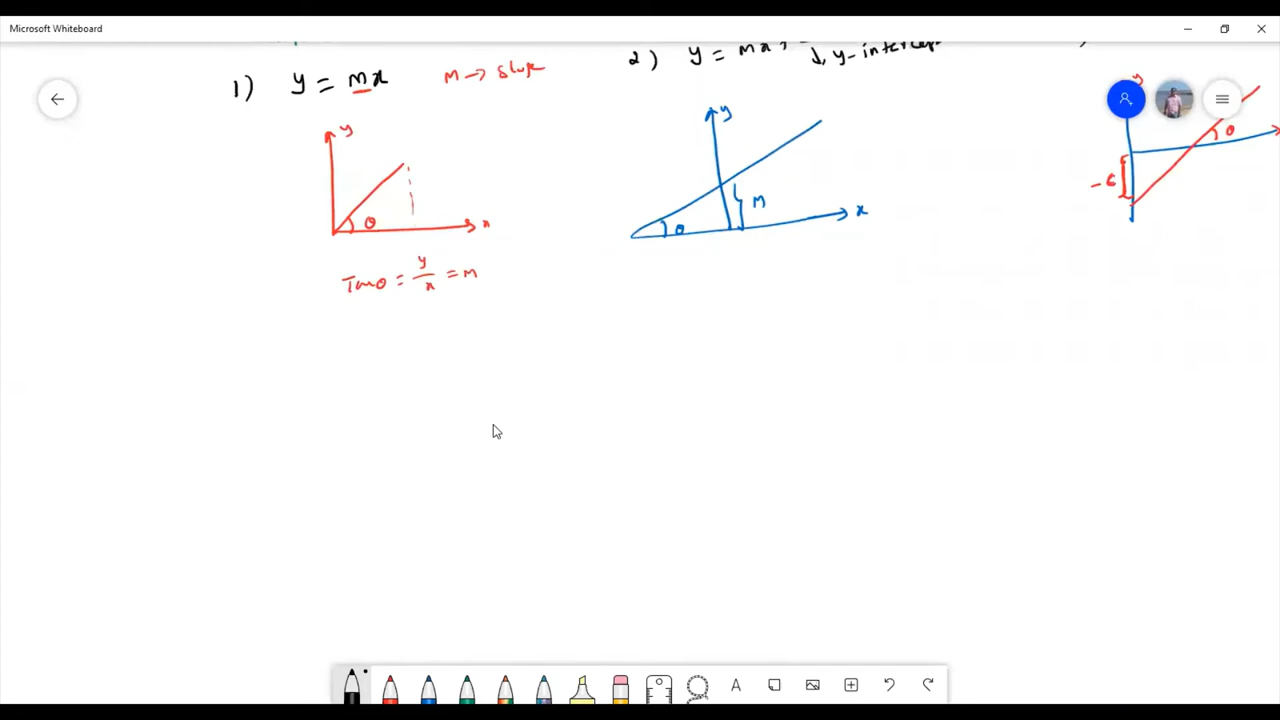 Microsoft Whiteboard
1) y = mx m → slope
2) y = mx + ↓ y-intercept
y
x
θ
Tanθ = y/x = m
y
x
θ
M
y
θ
-c
A